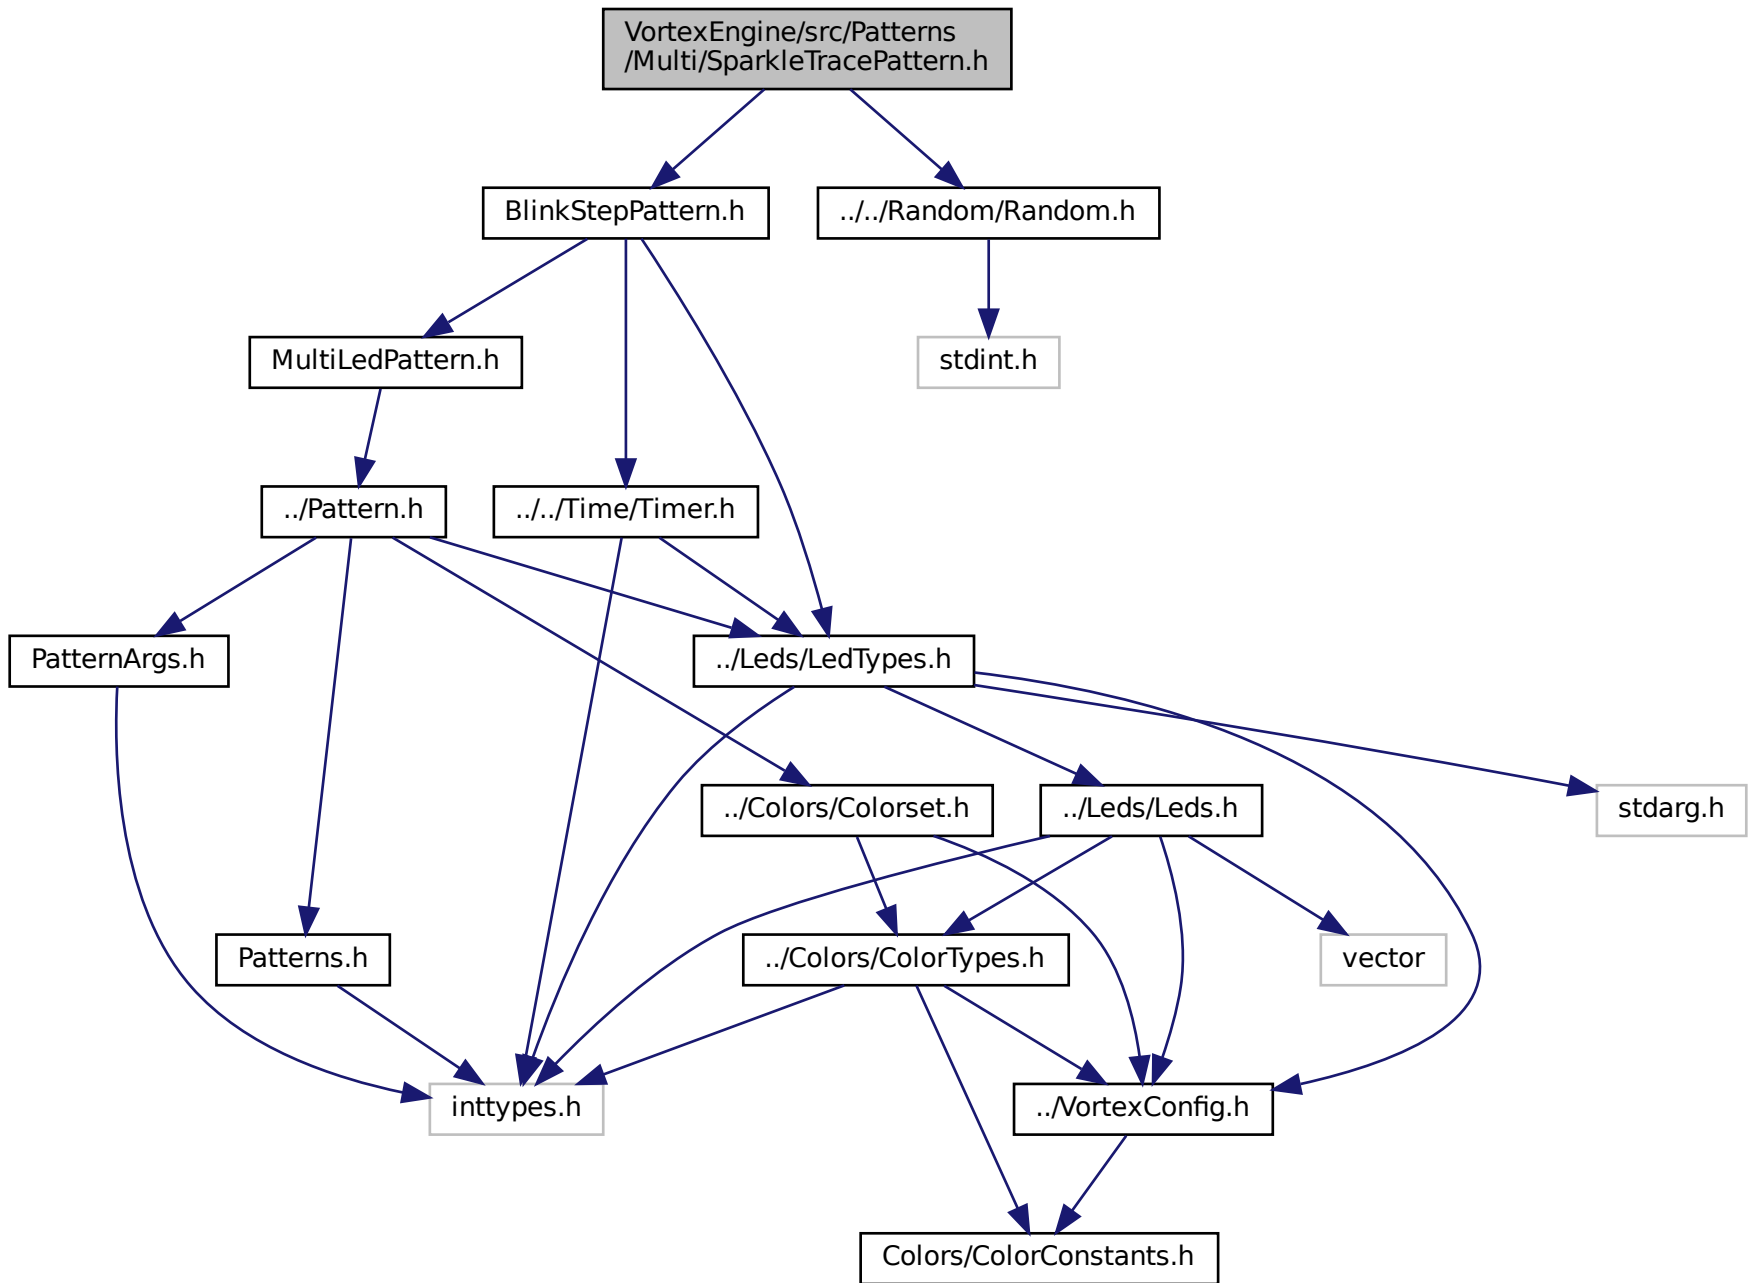 VortexEngine/src/Patterns
/Multi/SparkleTracePattern.h
BlinkStepPattern.h
../../Random/Random.h
MultiLedPattern.h
stdint.h
../Pattern.h
../../Time/Timer.h
PatternArgs.h
../Leds/LedTypes.h
../Colors/Colorset.h
../Leds/Leds.h
stdarg.h
Patterns.h
../Colors/ColorTypes.h
vector
inttypes.h
../VortexConfig.h
Colors/ColorConstants.h